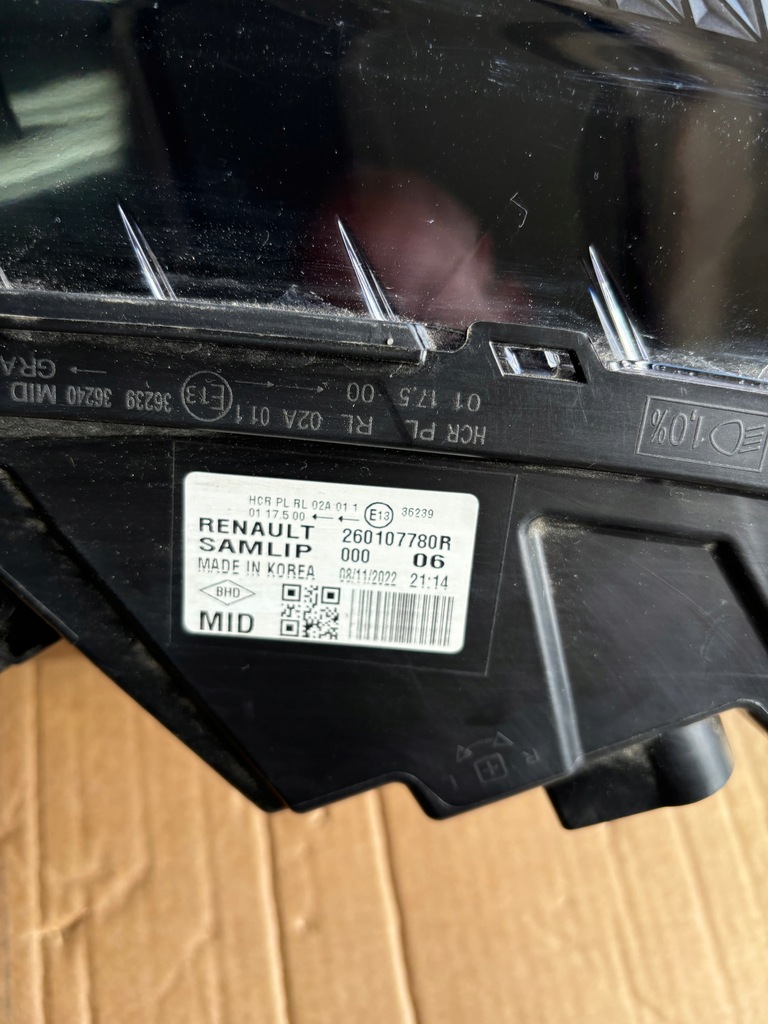 GRA
36239 36240 MID
E13
HCR PL RL 02A 01 1
01 17.5 00
1,0%
HCR PL RL 02A 01 1
01 17.5 00 ← ← E13 36239
RENAULT 260107780R
SAMLIP 000 06
MADE IN KOREA 08/11/2022 21:14
BHD
MID
R